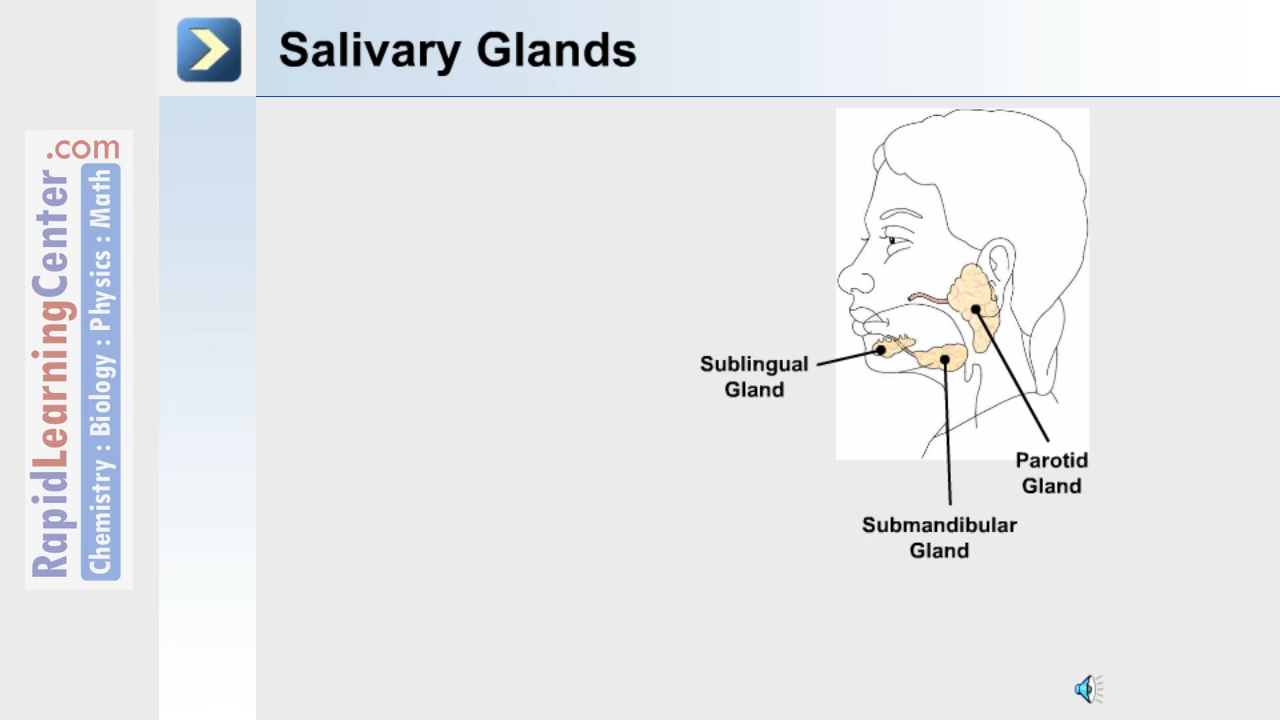 Salivary Glands
RapidLearningCenter.com
Chemistry : Biology : Physics : Math
Sublingual
Gland
Parotid
Gland
Submandibular
Gland